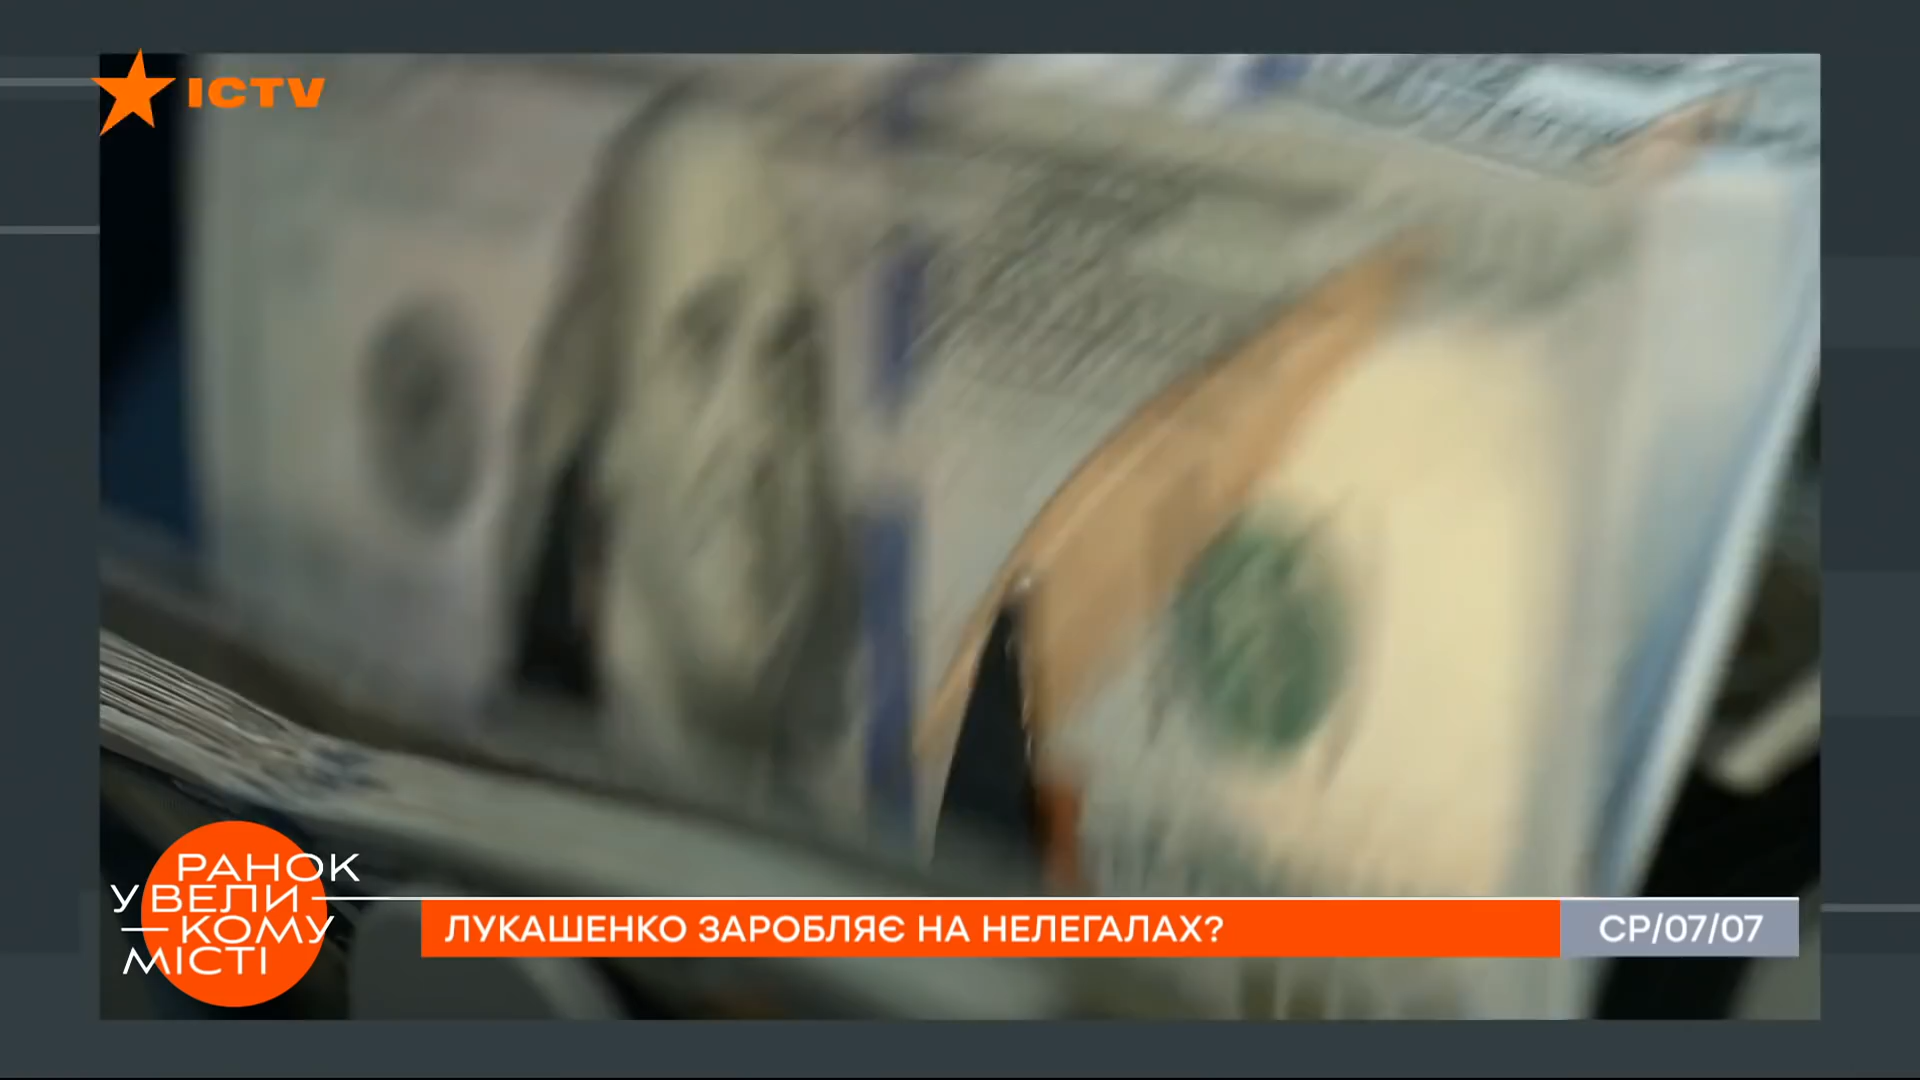 ICTV
РАНОК
У ВЕЛИ
—КОМУ
МІСТІ
ЛУКАШЕНКО ЗАРОБЛЯЄ НА НЕЛЕГАЛАХ?
СР/07/07